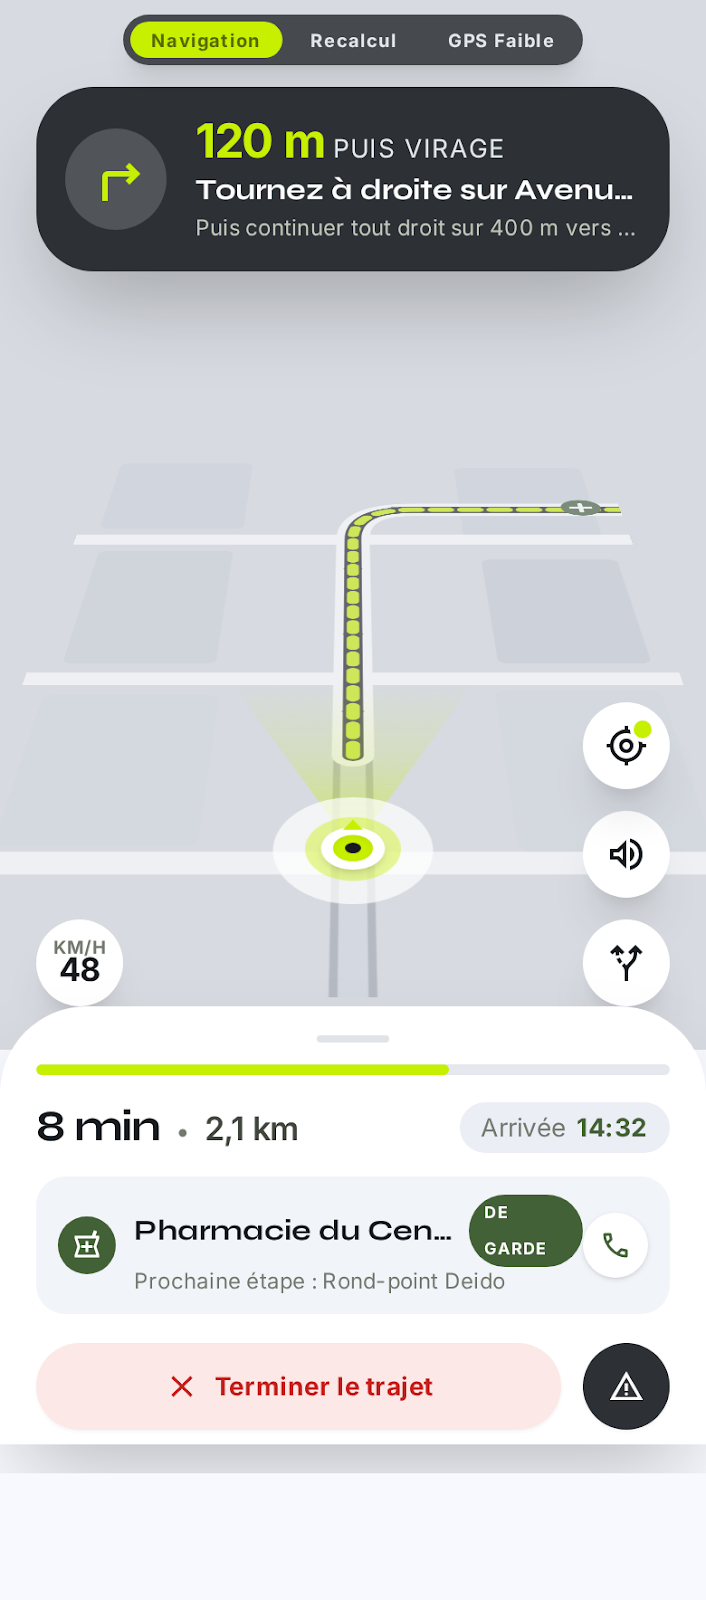 Navigation Recalcul GPS Faible
120 m PUIS VIRAGE
Tournez à droite sur Avenu...
Puis continuer tout droit sur 400 m vers ...
KM/H
48
8 min • 2,1 km Arrivée 14:32
Pharmacie du Cen... DE GARDE
Prochaine étape : Rond-point Deido
Terminer le trajet